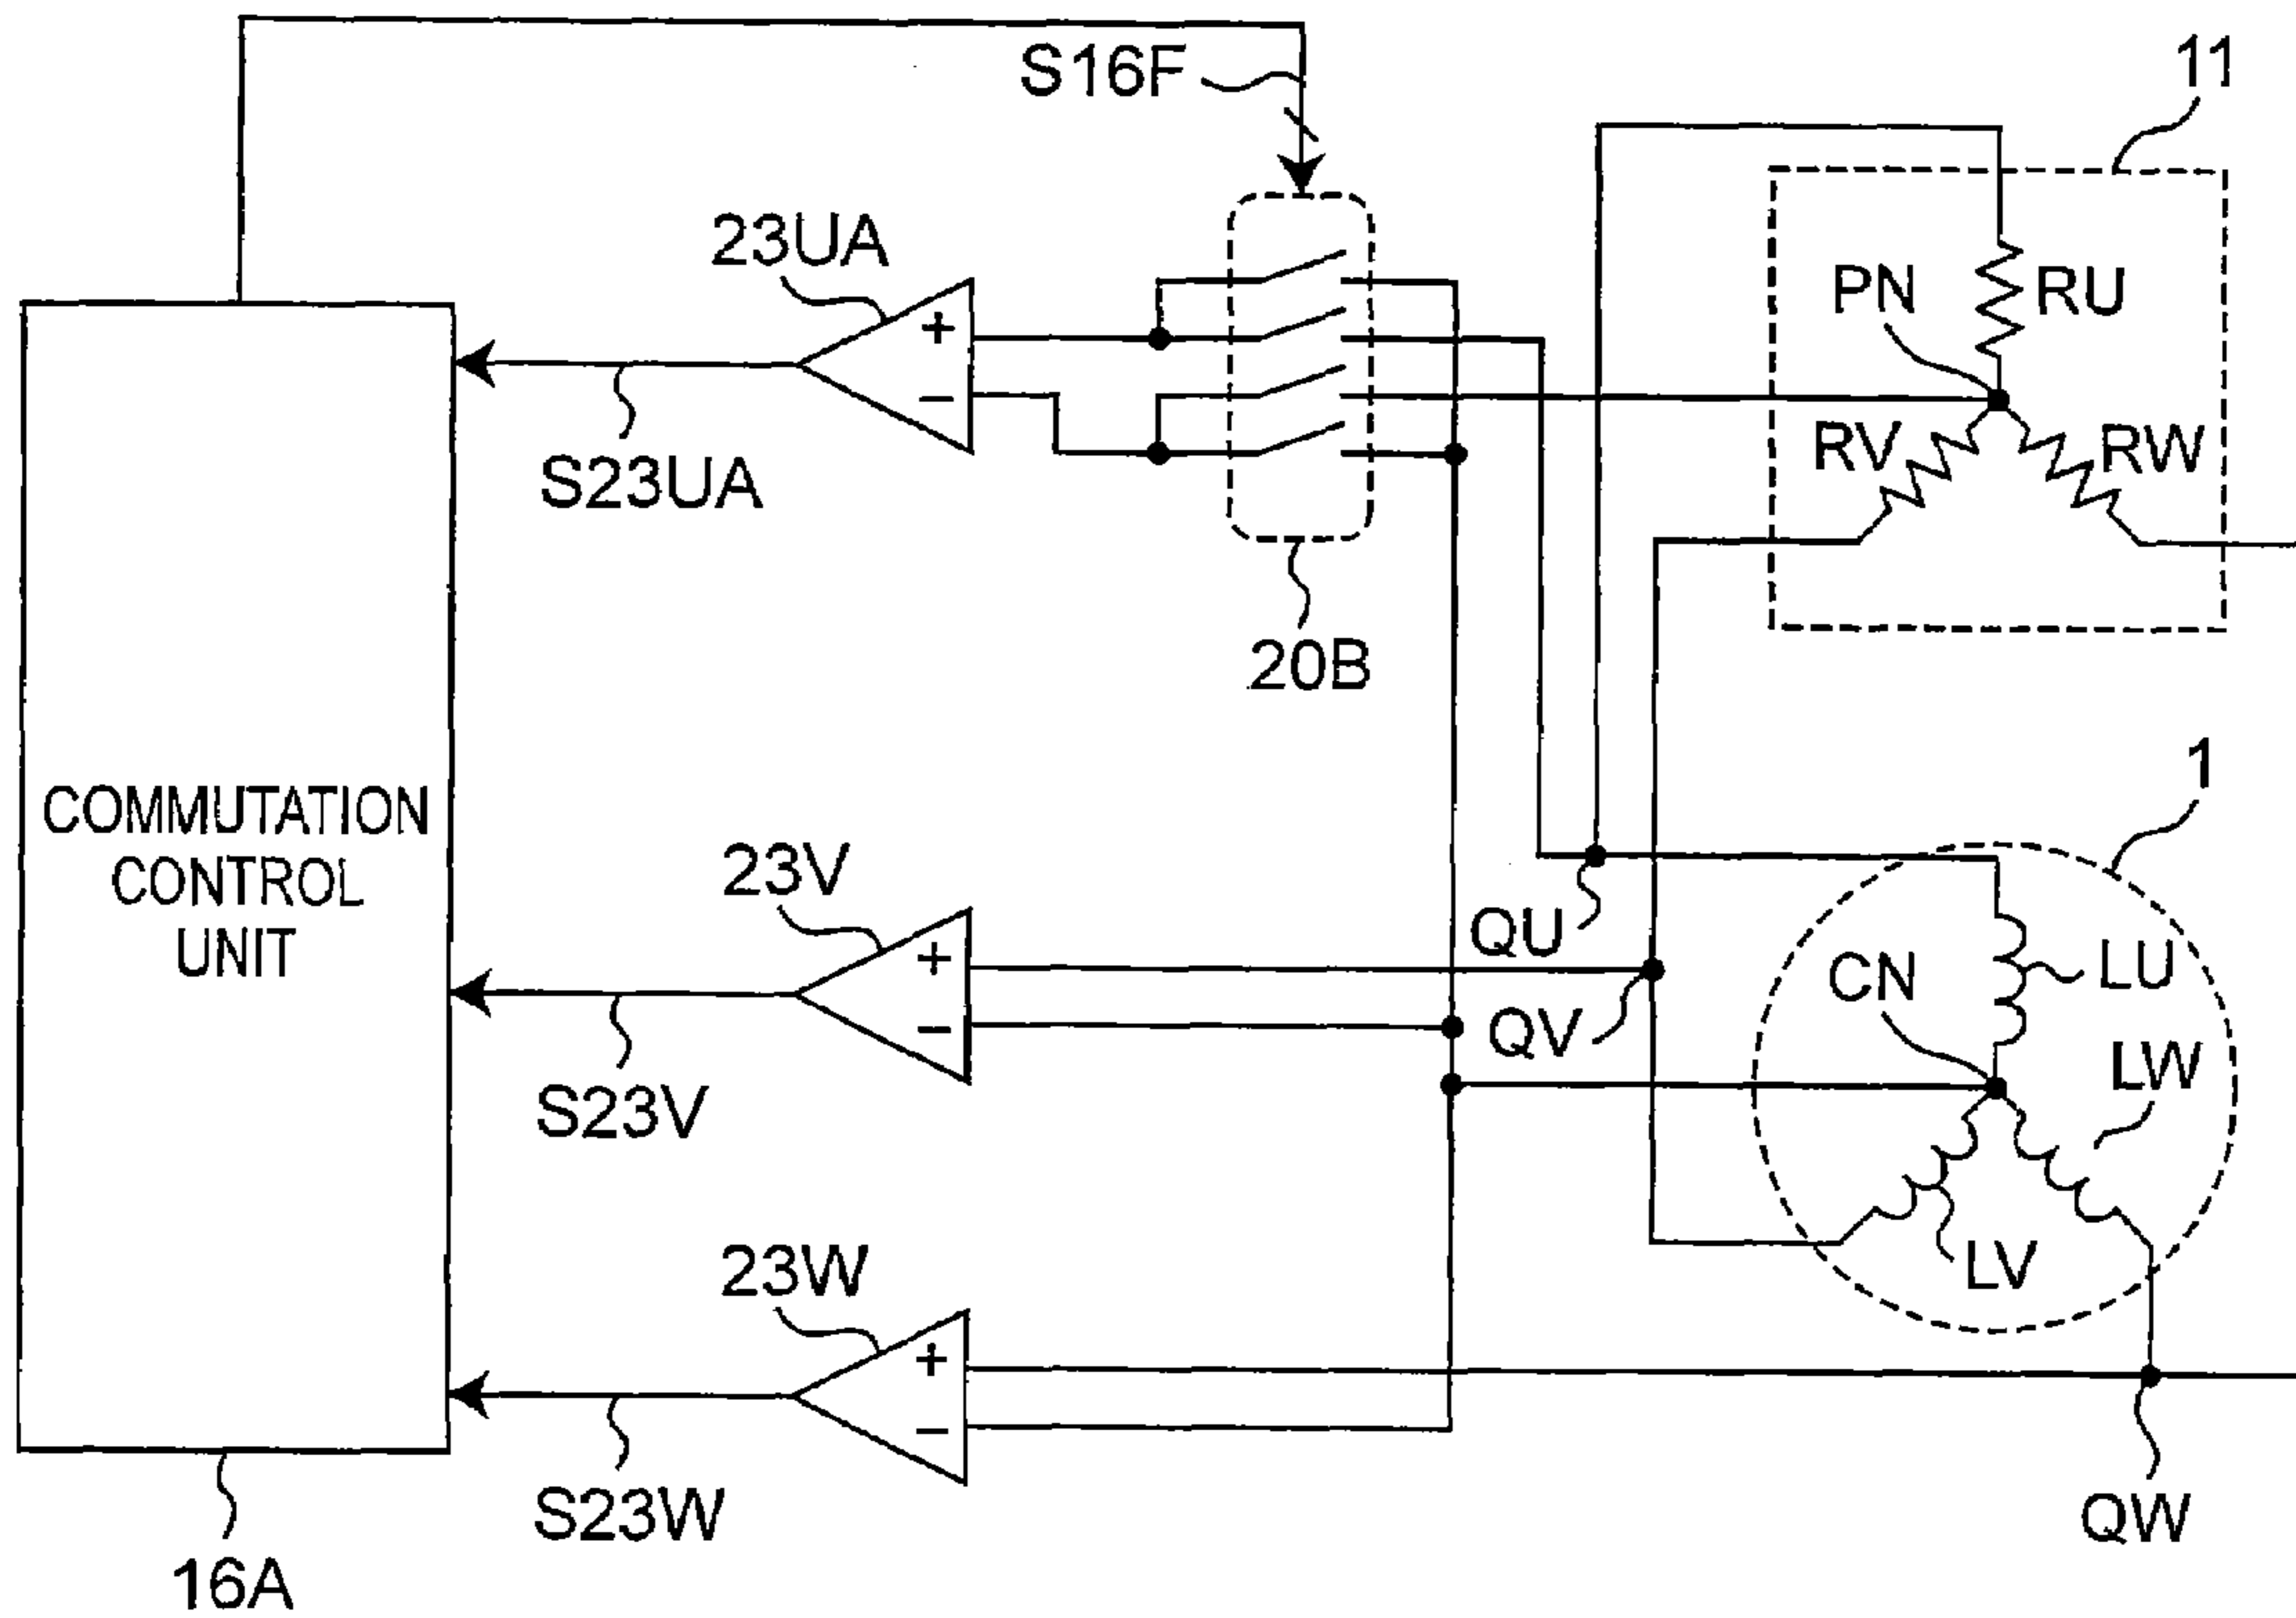 S16F
11
23UA
+
−
S23UA
PN
RU
RV
RW
20B
1
COMMUTATION
CONTROL
UNIT
23V
+
−
S23V
QU
QV
CN
LU
LW
LV
23W
+
−
S23W
QW
16A